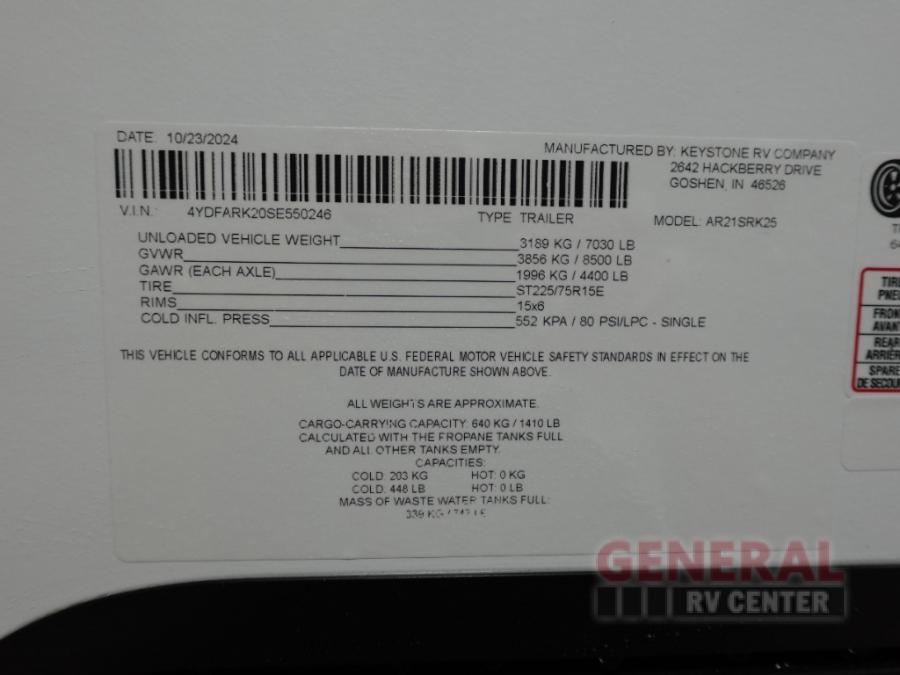 DATE: 10/23/2024
MANUFACTURED BY: KEYSTONE RV COMPANY
2642 HACKBERRY DRIVE
GOSHEN, IN 46526
V.I.N.: 4YDFARK20SE550246 TYPE TRAILER MODEL: AR21SRK25
UNLOADED VEHICLE WEIGHT 3189 KG / 7030 LB
GVWR 3856 KG / 8500 LB
GAWR (EACH AXLE) 1996 KG / 4400 LB
TIRE ST225/75R15E
RIMS 15x6
COLD INFL. PRESS 552 KPA / 80 PSI/LPC - SINGLE
THIS VEHICLE CONFORMS TO ALL APPLICABLE U.S. FEDERAL MOTOR VEHICLE SAFETY STANDARDS IN EFFECT ON THE
DATE OF MANUFACTURE SHOWN ABOVE.
ALL WEIGHTS ARE APPROXIMATE.
CARGO-CARRYING CAPACITY: 640 KG / 1410 LB
CALCULATED WITH THE PROPANE TANKS FULL
AND ALL OTHER TANKS EMPTY.
CAPACITIES:
COLD: 203 KG HOT: 0 KG
COLD: 448 LB HOT: 0 LB
MASS OF WASTE WATER TANKS FULL:
339 KG /
TIRE
PNEU
FRONT
AVANT
REAR
ARRIÈRE
SPARE
DE SECOURS
GENERAL
RV CENTER